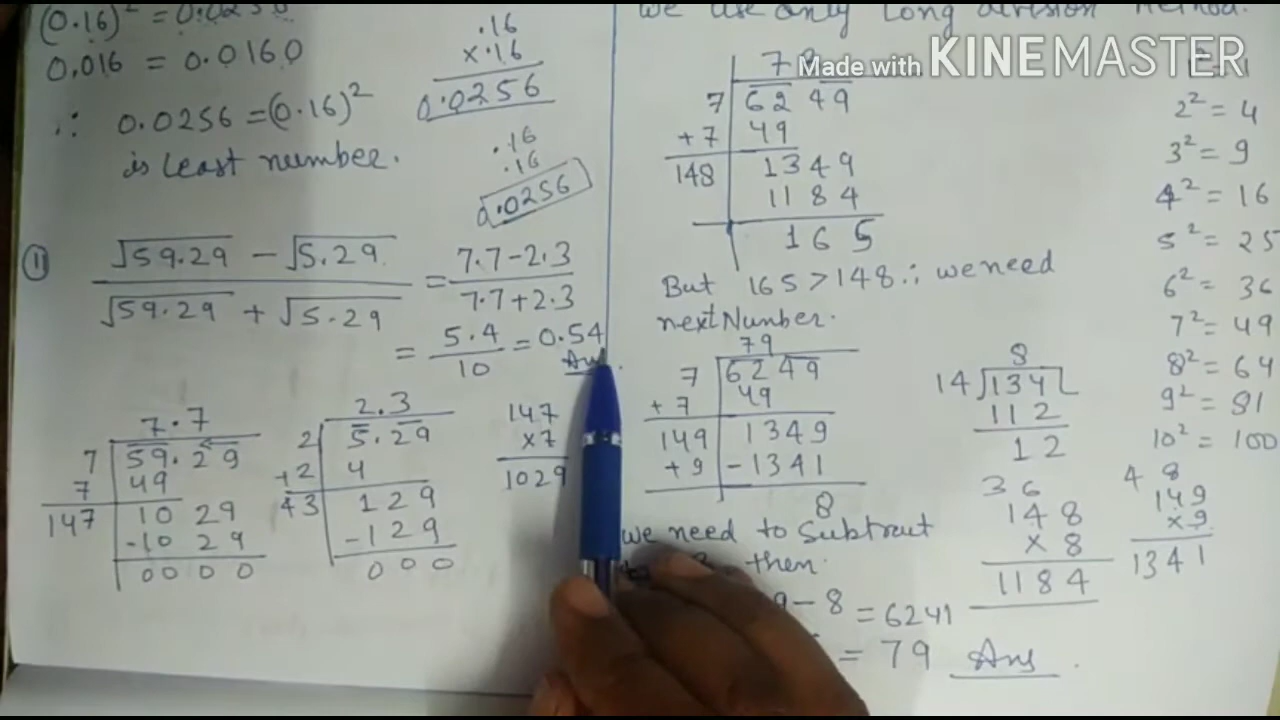 (0.16)² = 0.0256
0.016 = 0.0160
∴ 0.0256 = (0.16)²
is least number.
.16
×.16
0.0256
.16
.16
0.0256
11
√59.29 − √5.29 = 7.7−2.3
√59.29 + √5.29 7.7+2.3
= 5.4 = 0.54
10 Ans.
7.7
7 59.29
7 49
147 10 29
-10 29
0000
2.3
2 5.29
+2 4
43 129
-129
000
147
×7
1029
we use only Long division Method.
Made with KINEMASTER
78
7 62 49
+7 49
148 1349
1184
165
But 165 > 148 ∴ we need
next Number.
79
7 6249
+7 49
149 1349
+9 -1341
8
8
14 134
112
12
36
148
×8
1184
48
149
×9
1341
we need to Subtract
then
9 − 8 = 6241
= 79 Ans.
2² = 4
3² = 9
4² = 16
5² = 25
6² = 36
7² = 49
8² = 64
9² = 81
10² = 100